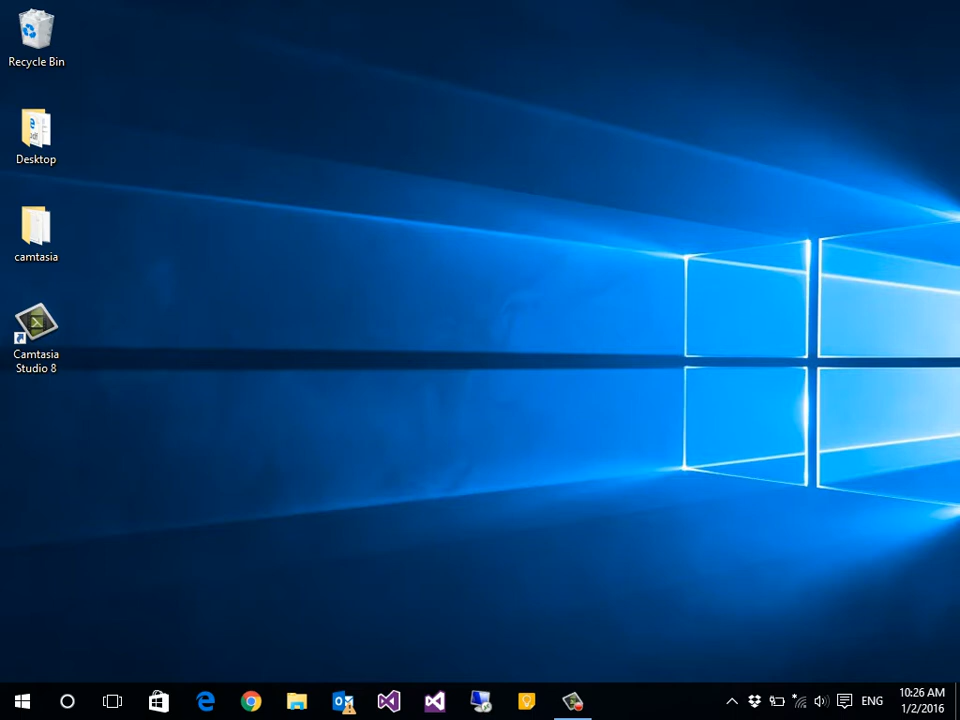 Recycle Bin
Desktop
camtasia
Camtasia
Studio 8
ENG
10:26 AM
1/2/2016